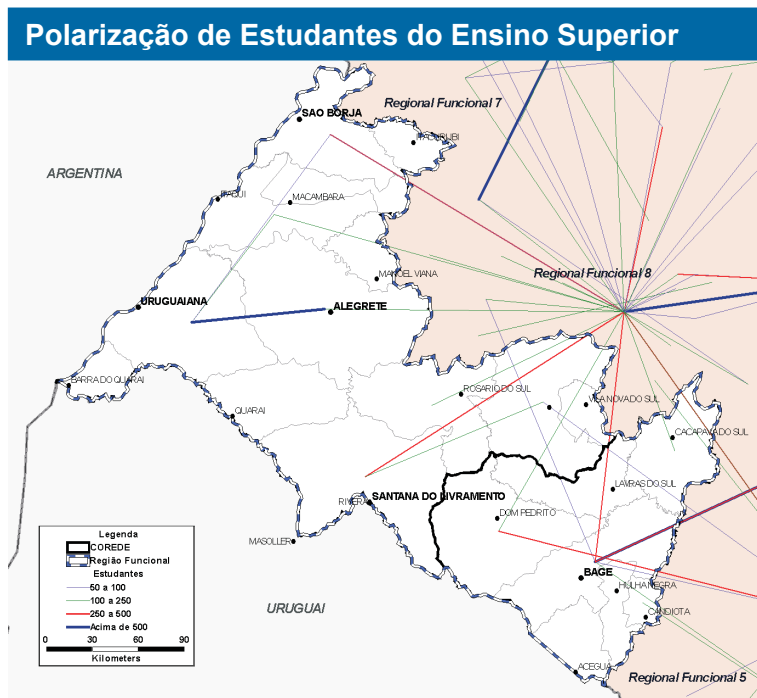 Polarização de Estudantes do Ensino Superior
Regional Funcional 7
SAO BORJA
ITACURUBI
ARGENTINA
ITAQUI
MACAMBARA
MANOEL VIANA
Regional Funcional 8
URUGUAIANA
ALEGRETE
BARRA DO QUARAI
ROSARIO DO SUL
VILA NOVA DO SUL
QUARAI
CACAPAVA DO SUL
LAVRAS DO SUL
RIVERA
SANTANA DO LIVRAMENTO
DOM PEDRITO
MASOLLER
BAGE
HULHA NEGRA
CANDIOTA
URUGUAI
ACEGUA
Regional Funcional 5
Legenda
COREDE
Região Funcional
Estudantes
50 a 100
100 a 250
250 a 500
Acima de 500
0 30 60 90
Kilometers